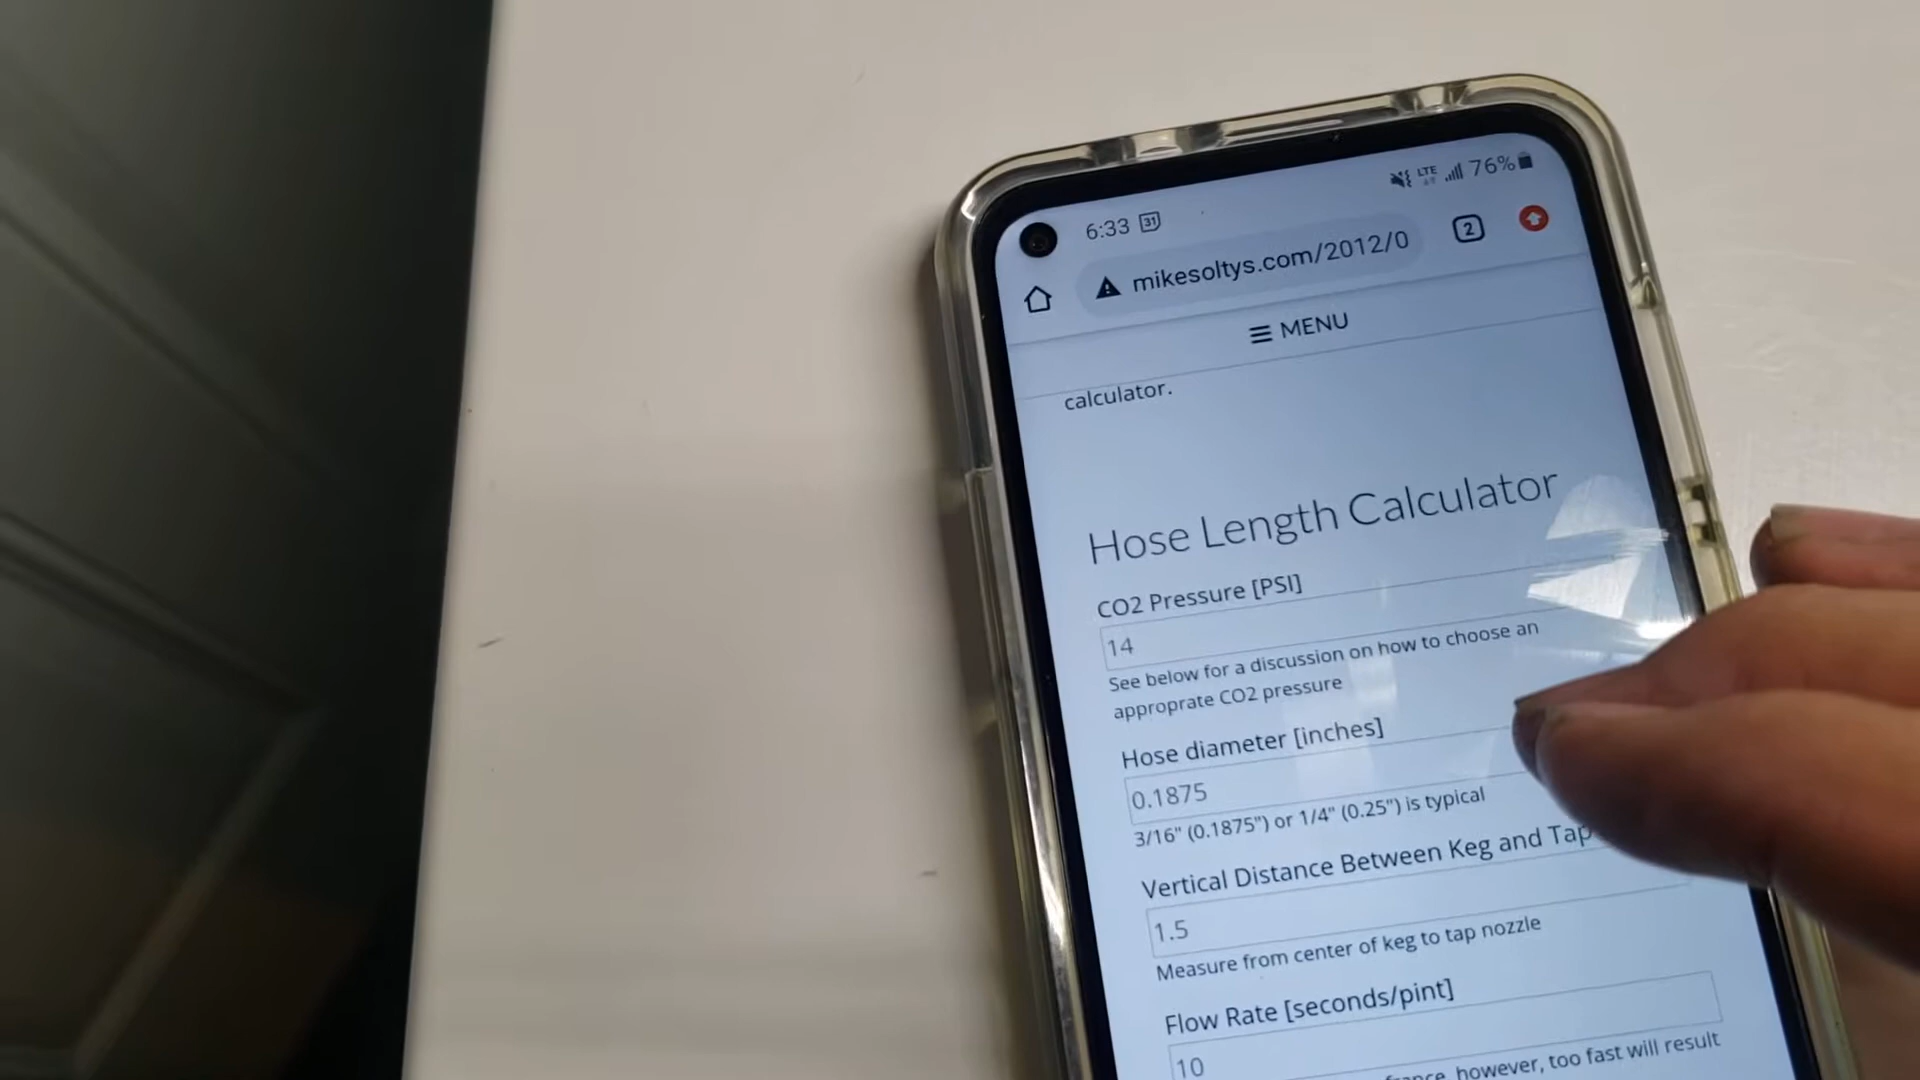 6:33 31 LTE 76%
mikesoltys.com/2012/0 2
MENU
calculator.
Hose Length Calculator
CO2 Pressure [PSI]
14
See below for a discussion on how to choose an
approprate CO2 pressure
Hose diameter [inches]
0.1875
3/16" (0.1875") or 1/4" (0.25") is typical
Vertical Distance Between Keg and Tap
1.5
Measure from center of keg to tap nozzle
Flow Rate [seconds/pint]
10
however, too fast will result